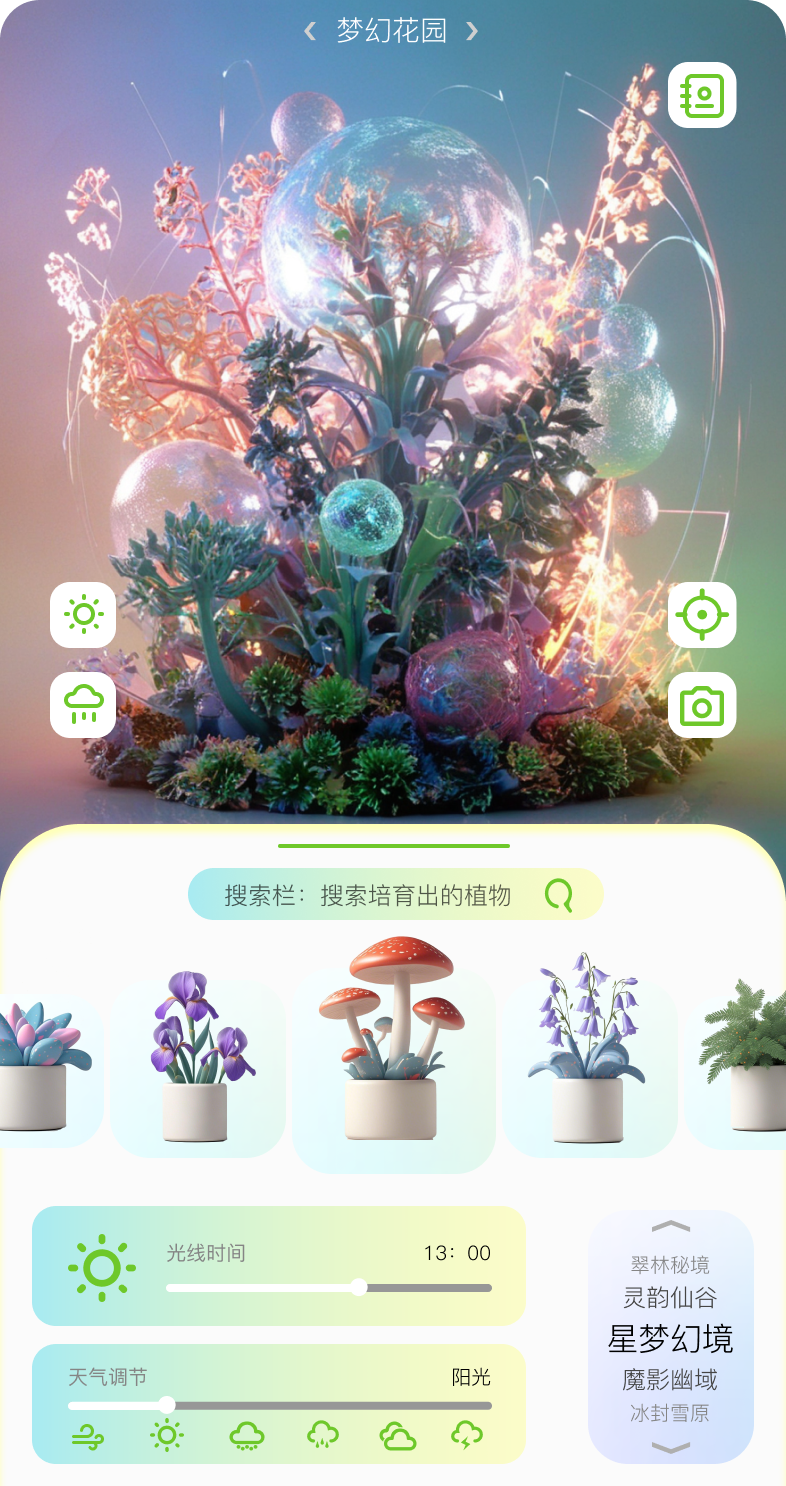 梦幻花园
搜索栏：搜索培育出的植物
光线时间
13：00
天气调节
阳光
翠林秘境
灵韵仙谷
星梦幻境
魔影幽域
冰封雪原